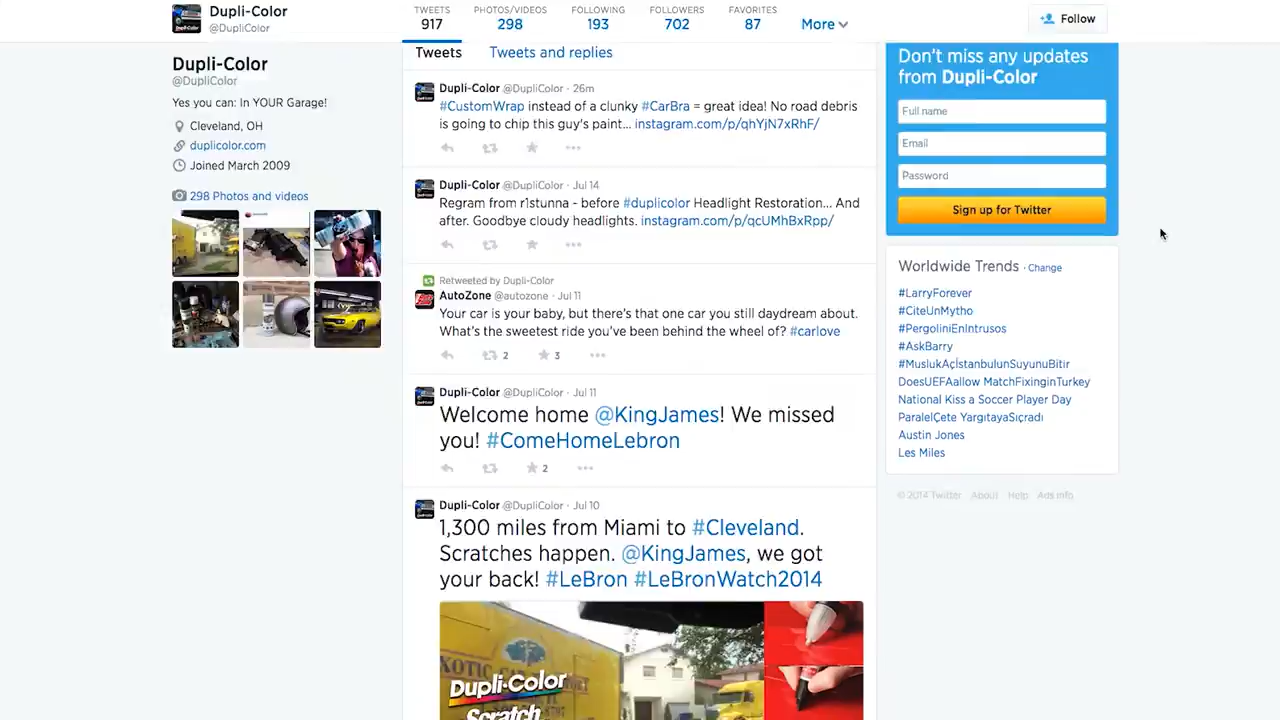 Dupli-Color
@DupliColor
TWEETS
917
PHOTOS/VIDEOS
298
FOLLOWING
193
FOLLOWERS
702
FAVORITES
87
More
Follow
Dupli-Color
@DupliColor
Yes you can: In YOUR Garage!
Cleveland, OH
duplicolor.com
Joined March 2009
298 Photos and videos
Tweets
Tweets and replies
Dupli-Color @DupliColor · 26m
#CustomWrap instead of a clunky #CarBra = great idea! No road debris
is going to chip this guy's paint... instagram.com/p/qhYjN7xRhF/
Dupli-Color @DupliColor · Jul 14
Regram from r1stunna - before #duplicolor Headlight Restoration... And
after. Goodbye cloudy headlights. instagram.com/p/qcUMhBxRpp/
Retweeted by Dupli-Color
AutoZone @autozone · Jul 11
Your car is your baby, but there's that one car you still daydream about.
What's the sweetest ride you've been behind the wheel of? #carlove
2 3
Dupli-Color @DupliColor · Jul 11
Welcome home @KingJames! We missed
you! #ComeHomeLebron
2
Dupli-Color @DupliColor · Jul 10
1,300 miles from Miami to #Cleveland.
Scratches happen. @KingJames, we got
your back! #LeBron #LeBronWatch2014
Dupli-Color
Scratch
Don't miss any updates
from Dupli-Color
Full name
Email
Password
Sign up for Twitter
Worldwide Trends · Change
#LarryForever
#CiteUnMytho
#PergoliniEnIntrusos
#AskBarry
#MuslukAçİstanbulunSuyunuBitir
DoesUEFAallow MatchFixinginTurkey
National Kiss a Soccer Player Day
ParalelÇete YargıtayaSıçradı
Austin Jones
Les Miles
© 2014 Twitter About Help Ads info